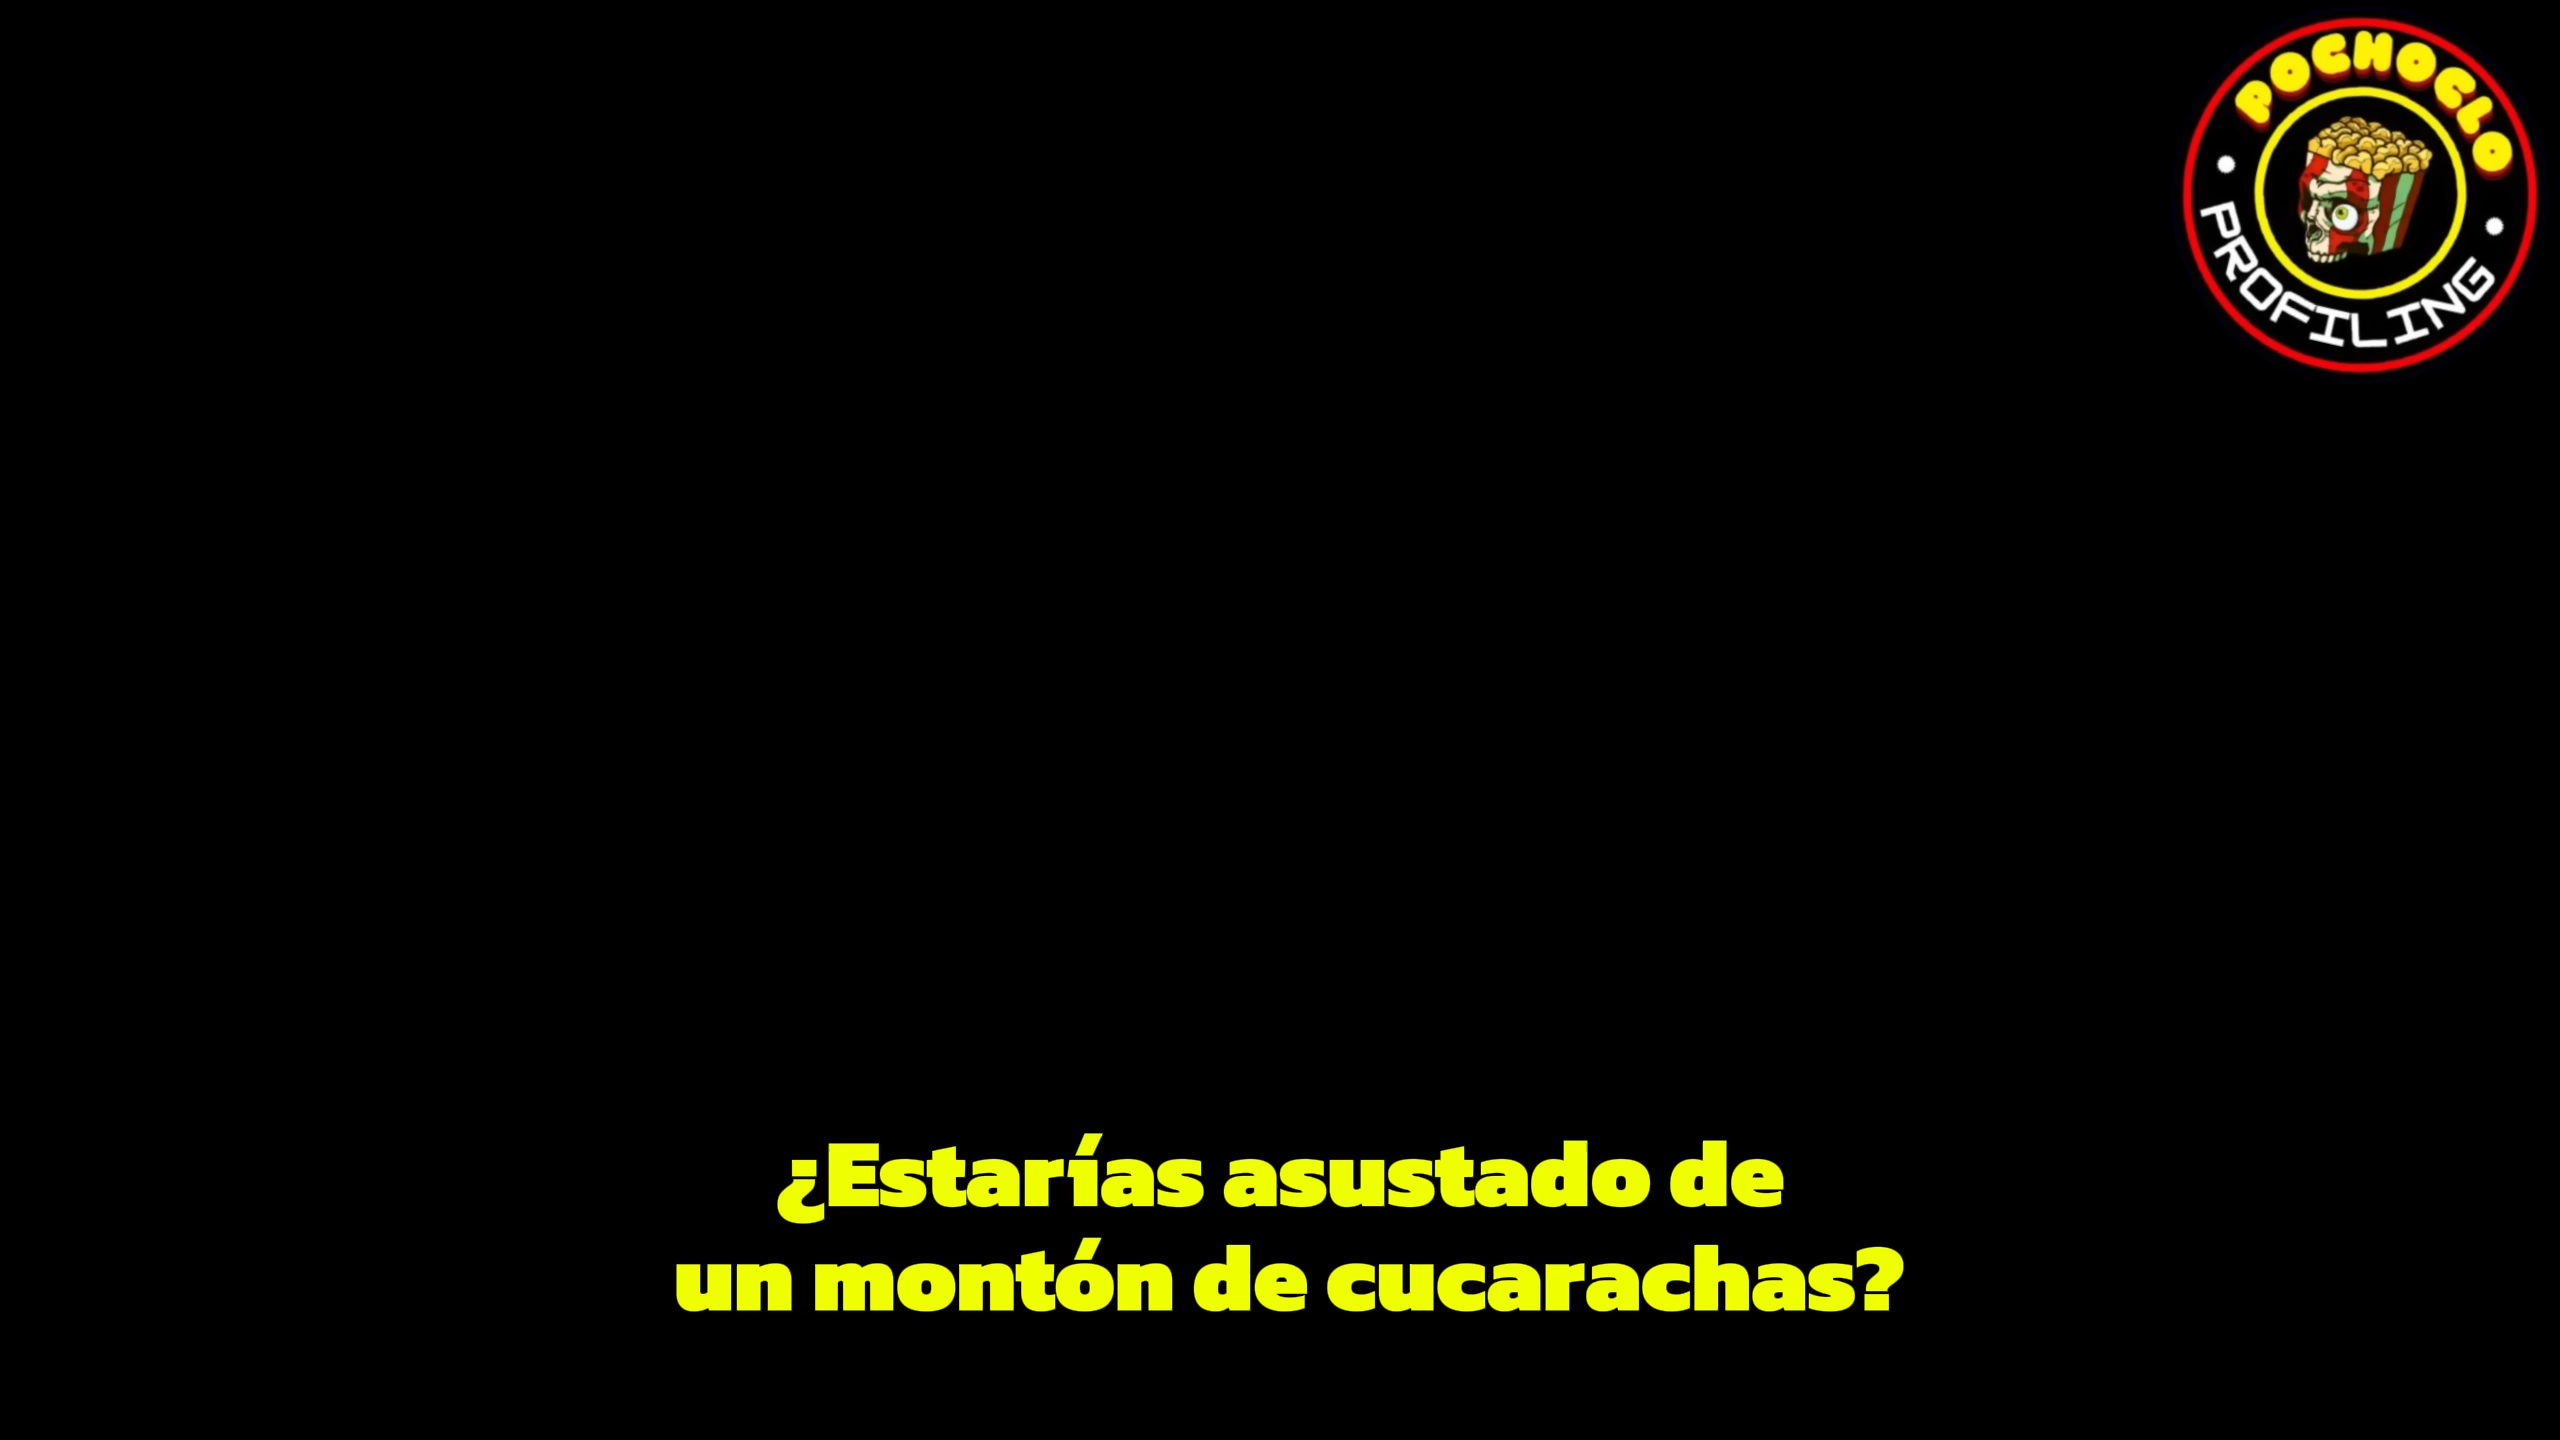 POCHOCLO
PROFILING
¿Estarías asustado de
un montón de cucarachas?